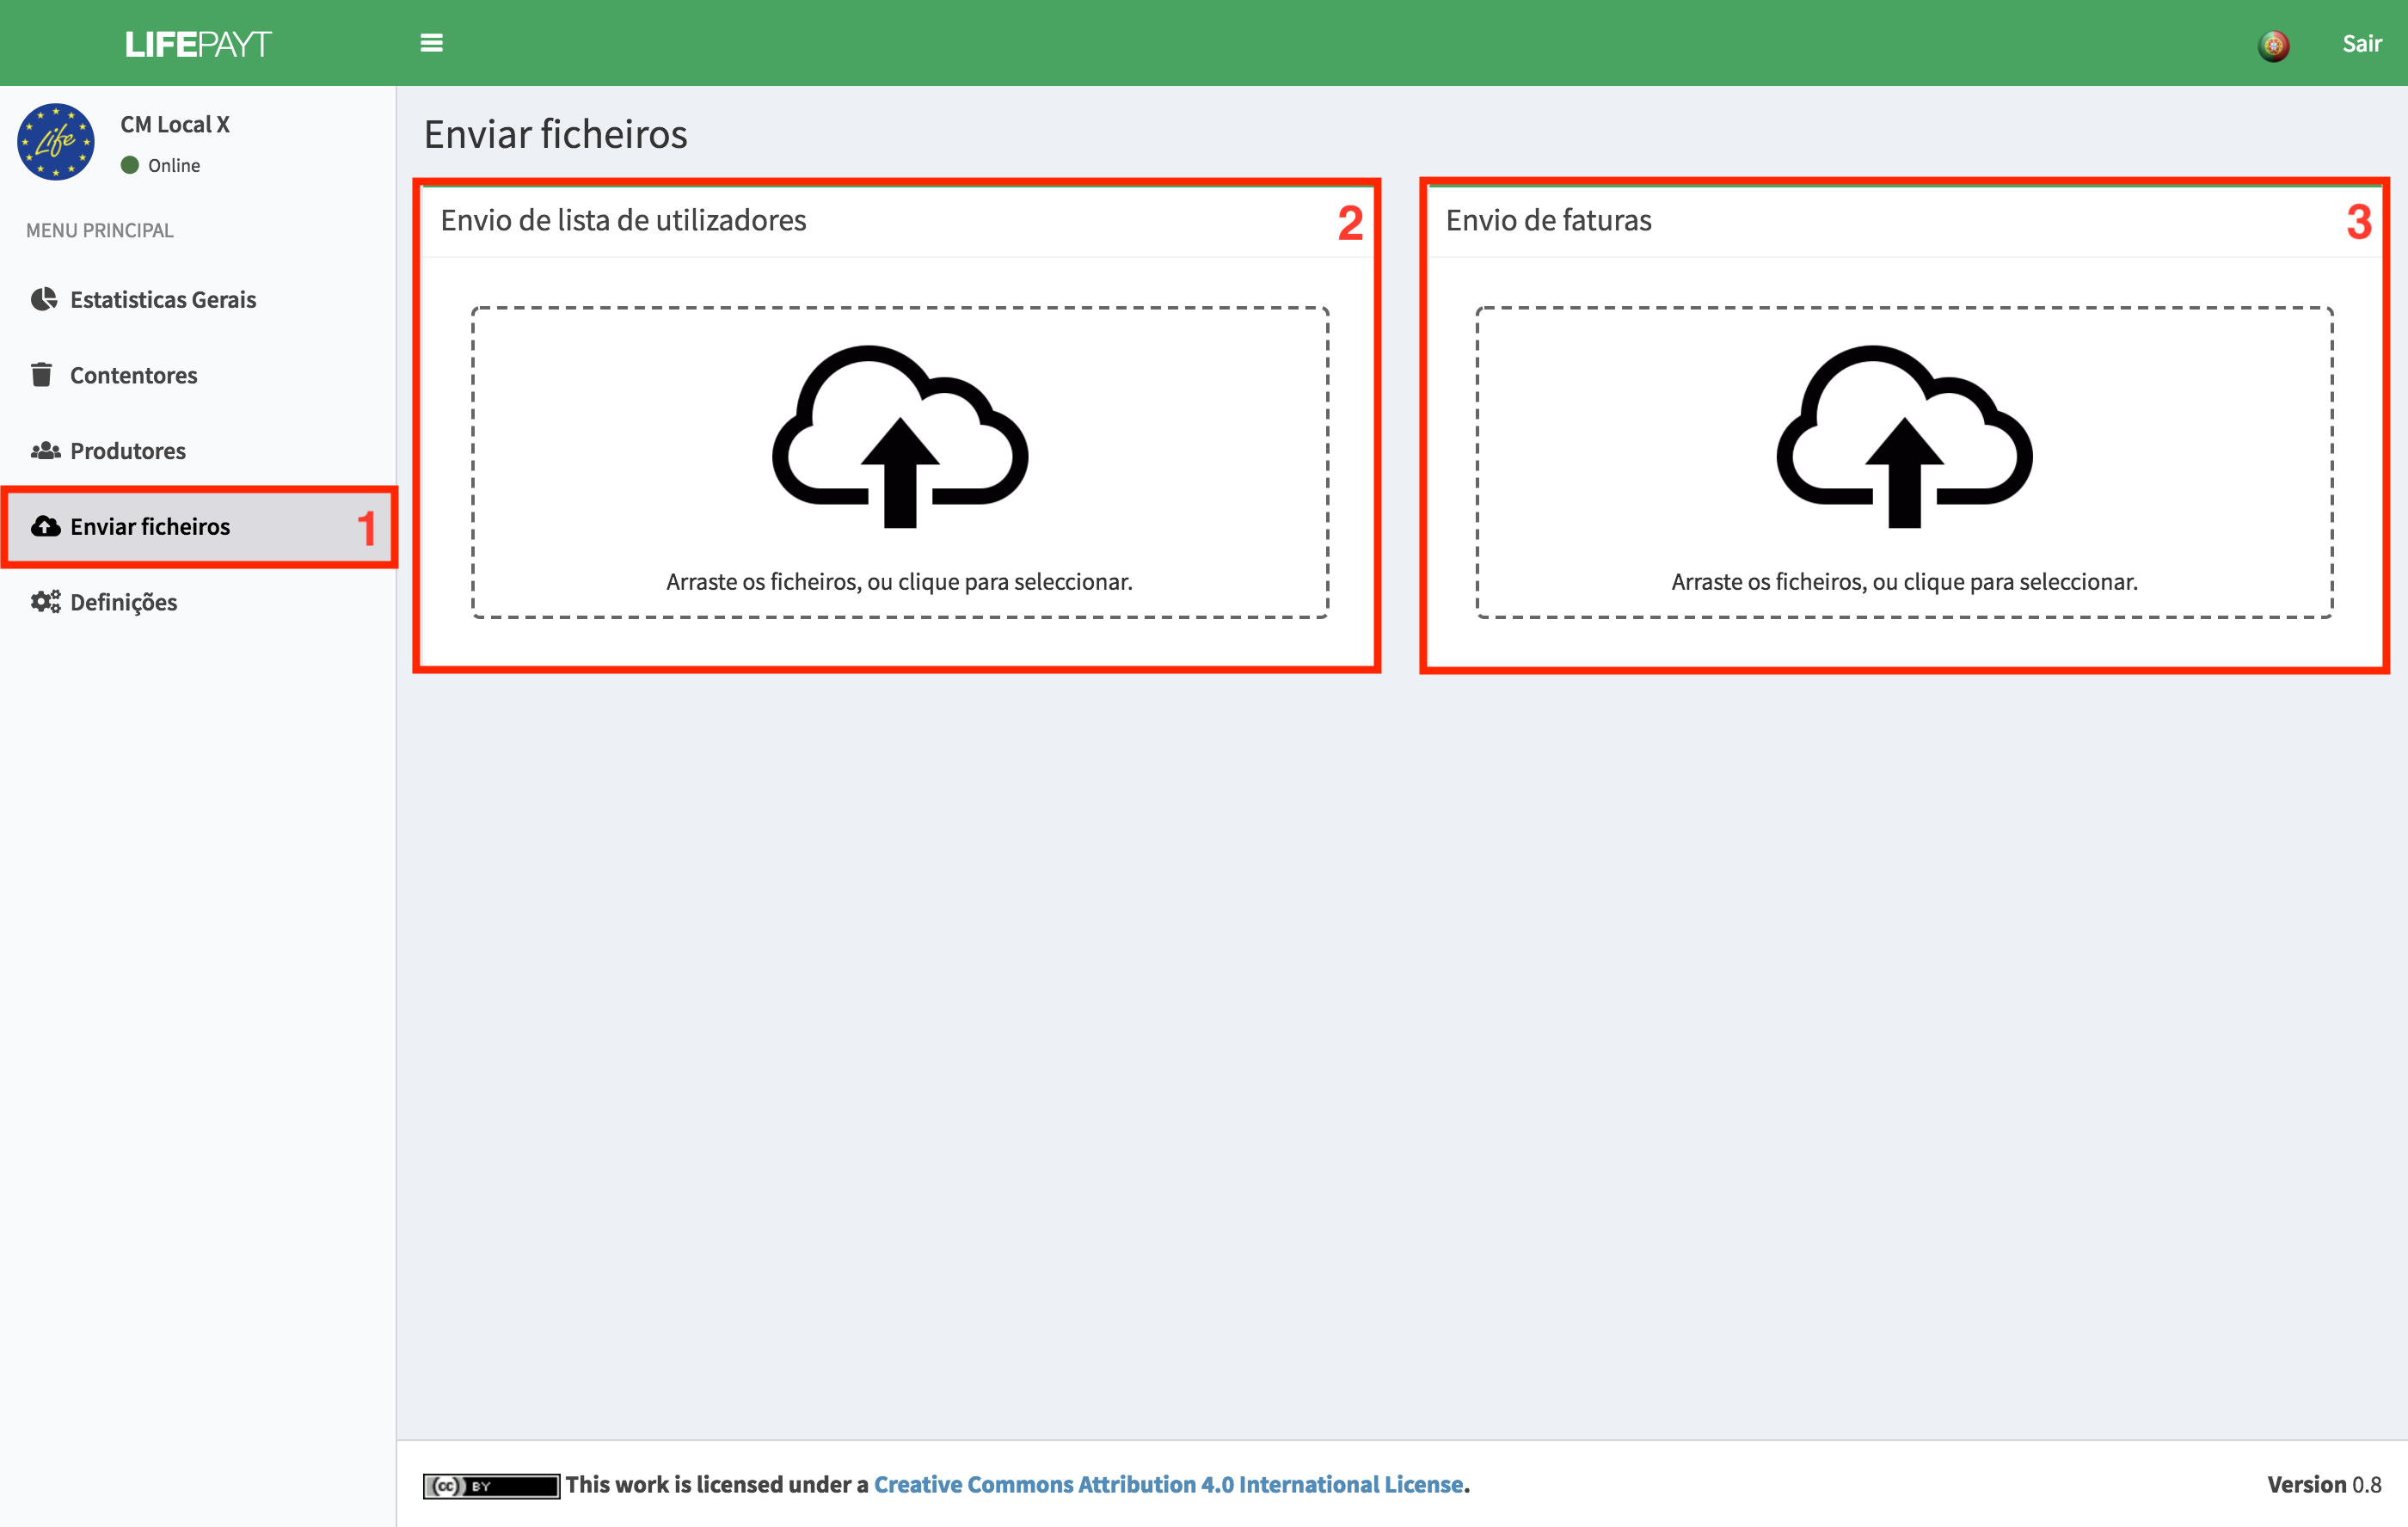 LIFEPAYT
Sair
Life
CM Local X
Online
MENU PRINCIPAL
Estatisticas Gerais
Contentores
Produtores
Enviar ficheiros 1
Definições
Enviar ficheiros
Envio de lista de utilizadores 2
Arraste os ficheiros, ou clique para seleccionar.
Envio de faturas 3
Arraste os ficheiros, ou clique para seleccionar.
cc BY This work is licensed under a Creative Commons Attribution 4.0 International License.
Version 0.8